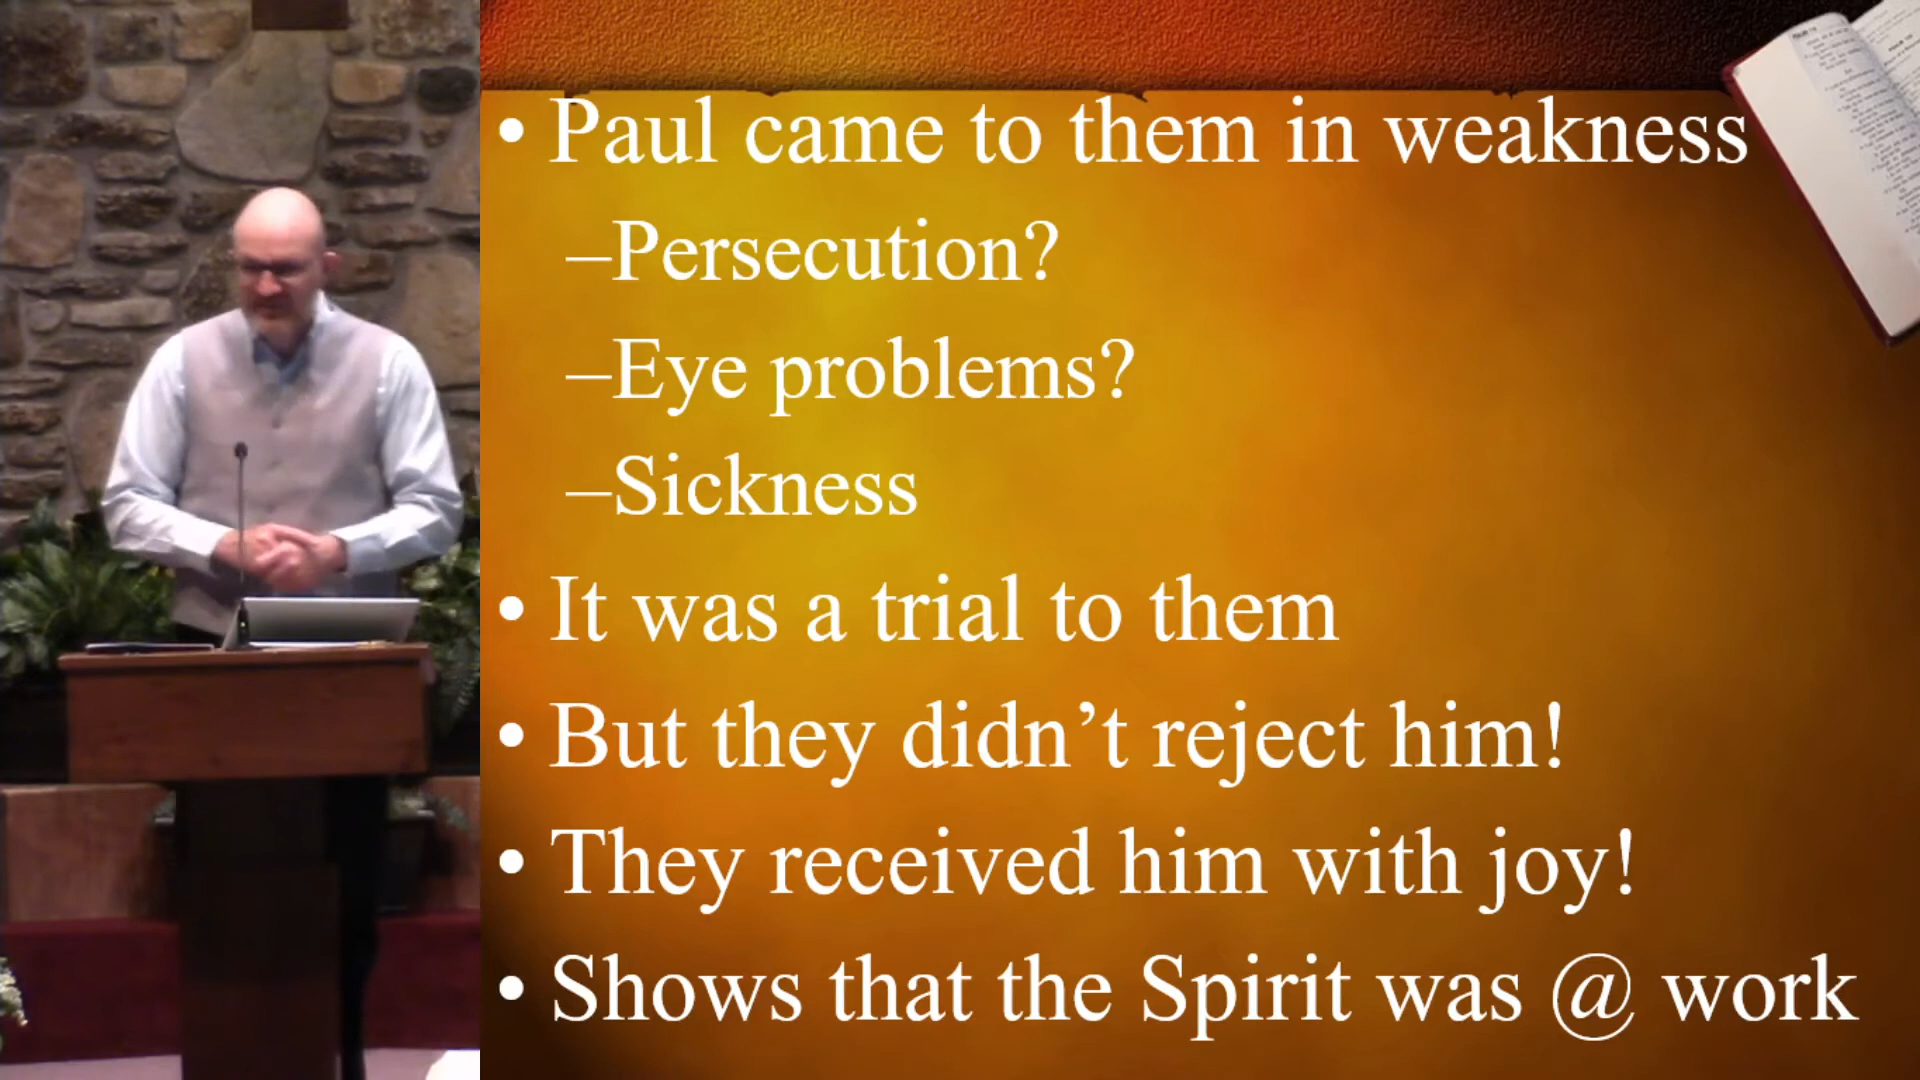 • Paul came to them in weakness
–Persecution?
–Eye problems?
–Sickness
• It was a trial to them
• But they didn’t reject him!
• They received him with joy!
• Shows that the Spirit was @ work